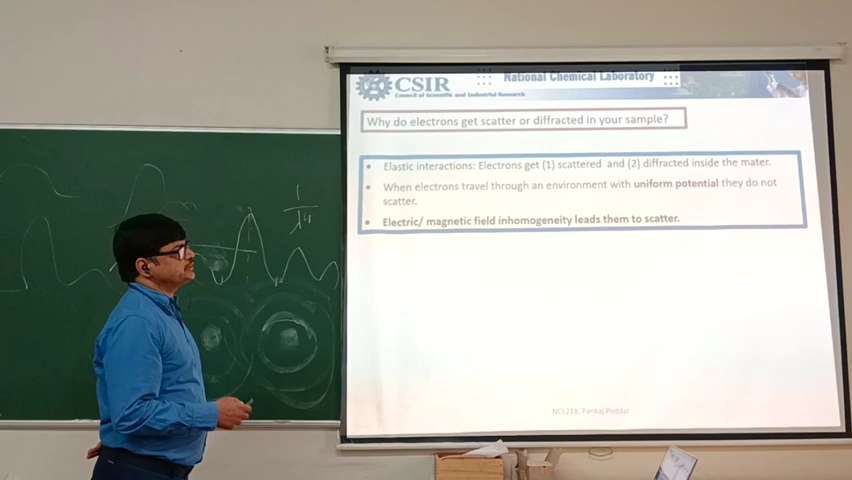 CSIR
Council of Scientific and Industrial Research
National Chemical Laboratory
Why do electrons get scatter or diffracted in your sample?
• Elastic interactions: Electrons get (1) scattered and (2) diffracted inside the mater.
• When electrons travel through an environment with uniform potential they do not
scatter.
• Electric/ magnetic field inhomogeneity leads them to scatter.
NCL218, Pankaj Poddar
1
λ4